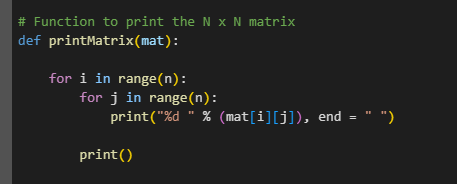 # Function to print the N x N matrix
def printMatrix(mat):
for i in range(n):
for j in range(n):
print("%d " % (mat[i][j]), end = " ")
print()